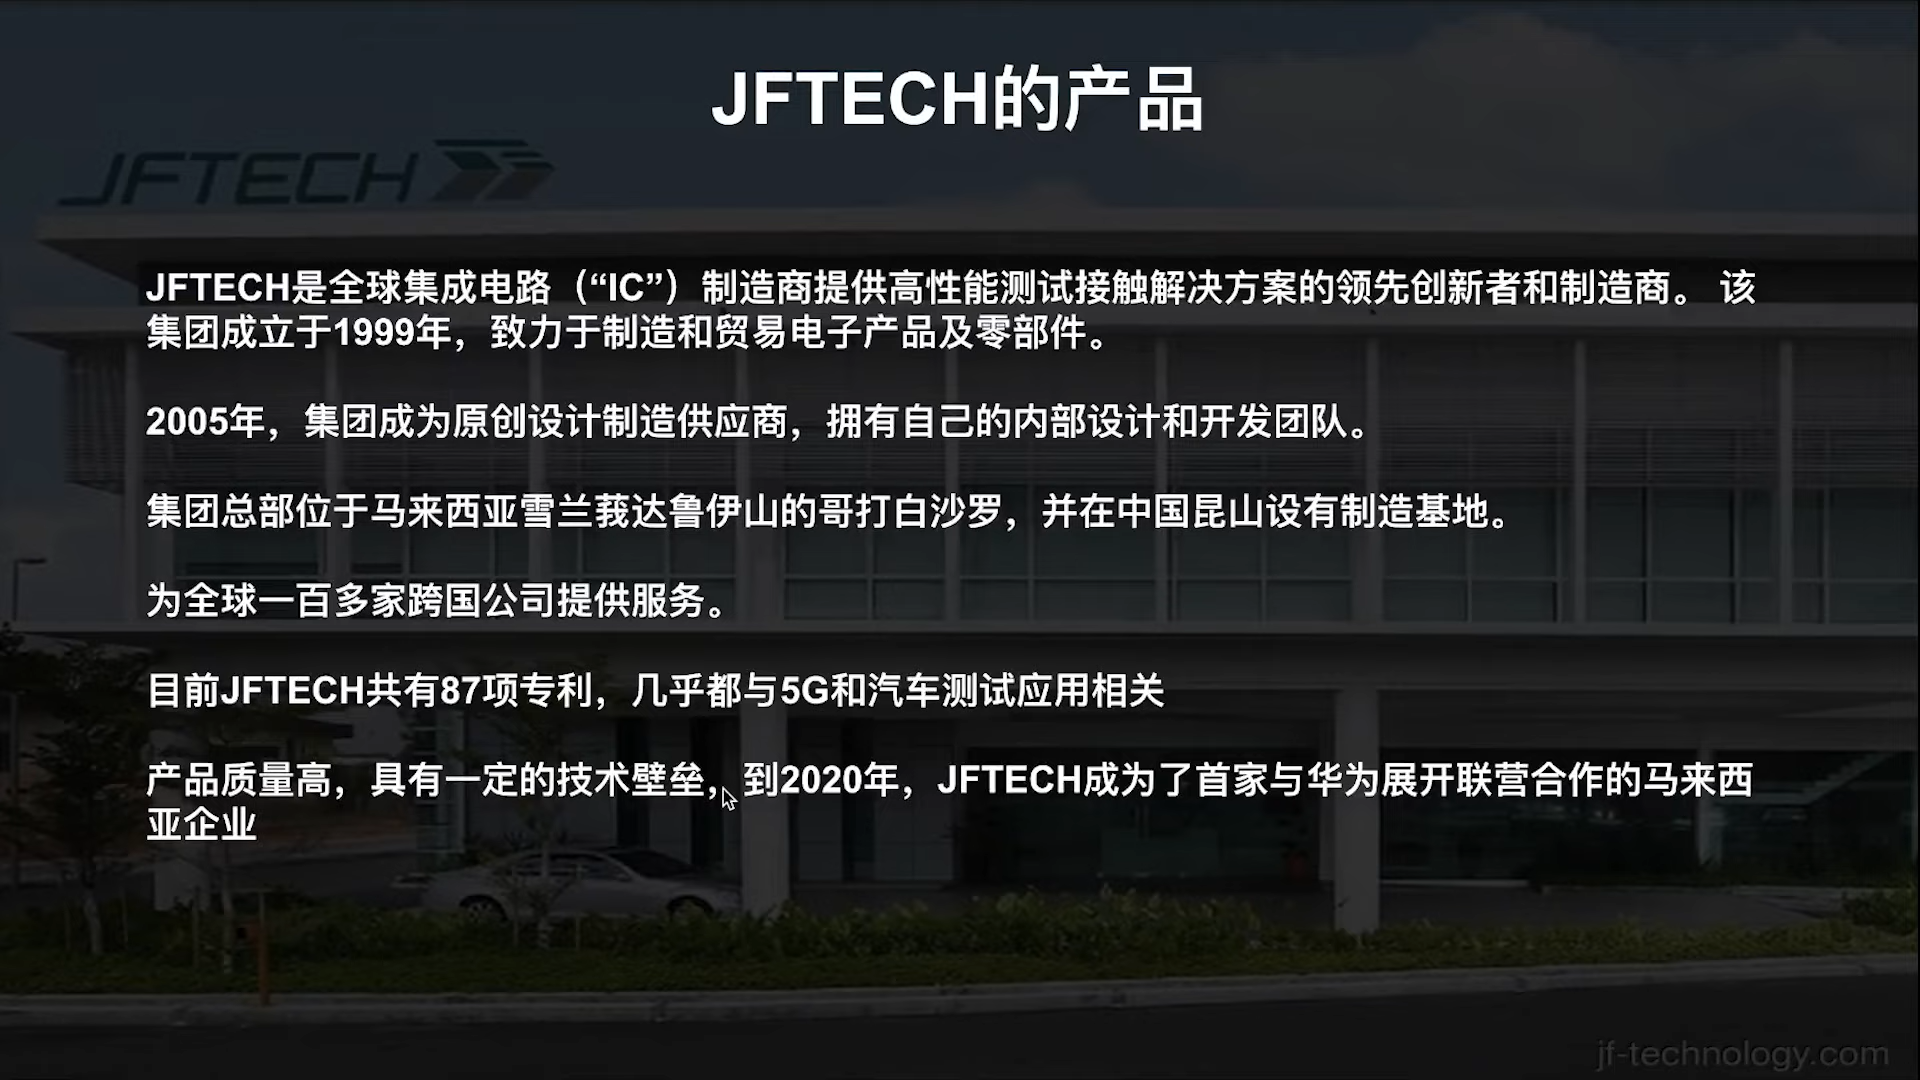 JFTECH的产品
JFTECH
JFTECH是全球集成电路（“IC”）制造商提供高性能测试接触解决方案的领先创新者和制造商。 该
集团成立于1999年，致力于制造和贸易电子产品及零部件。
2005年，集团成为原创设计制造供应商，拥有自己的内部设计和开发团队。
集团总部位于马来西亚雪兰莪达鲁伊山的哥打白沙罗，并在中国昆山设有制造基地。
为全球一百多家跨国公司提供服务。
目前JFTECH共有87项专利，几乎都与5G和汽车测试应用相关
产品质量高，具有一定的技术壁垒，到2020年，JFTECH成为了首家与华为展开联营合作的马来西
亚企业
jf-technology.com